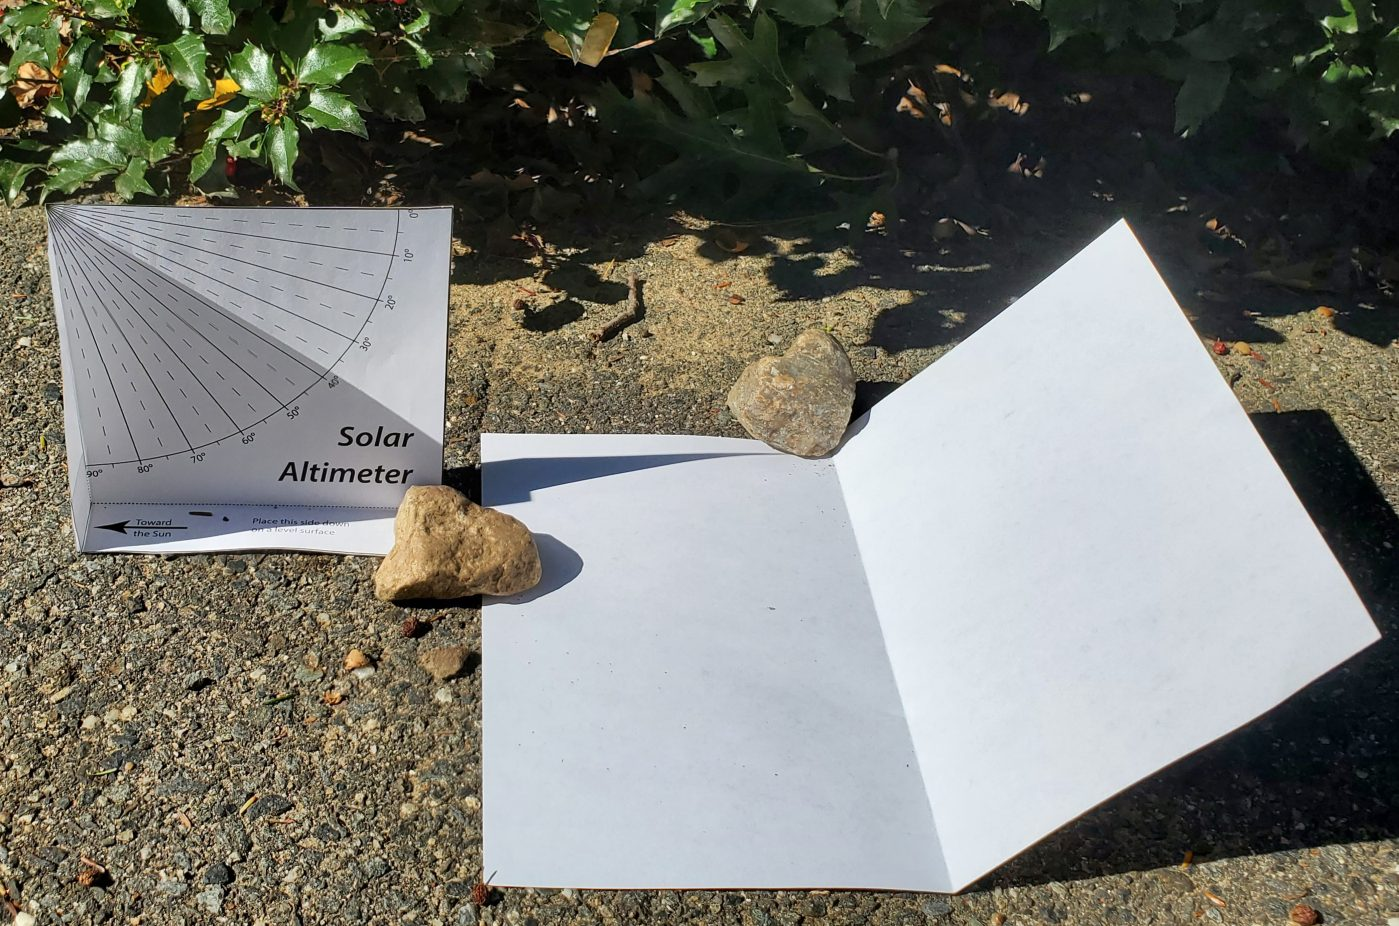 0°
10°
20°
30°
40°
50°
60°
70°
80°
90°
Solar
Altimeter
Toward
the Sun
Place this side down
on a level surface